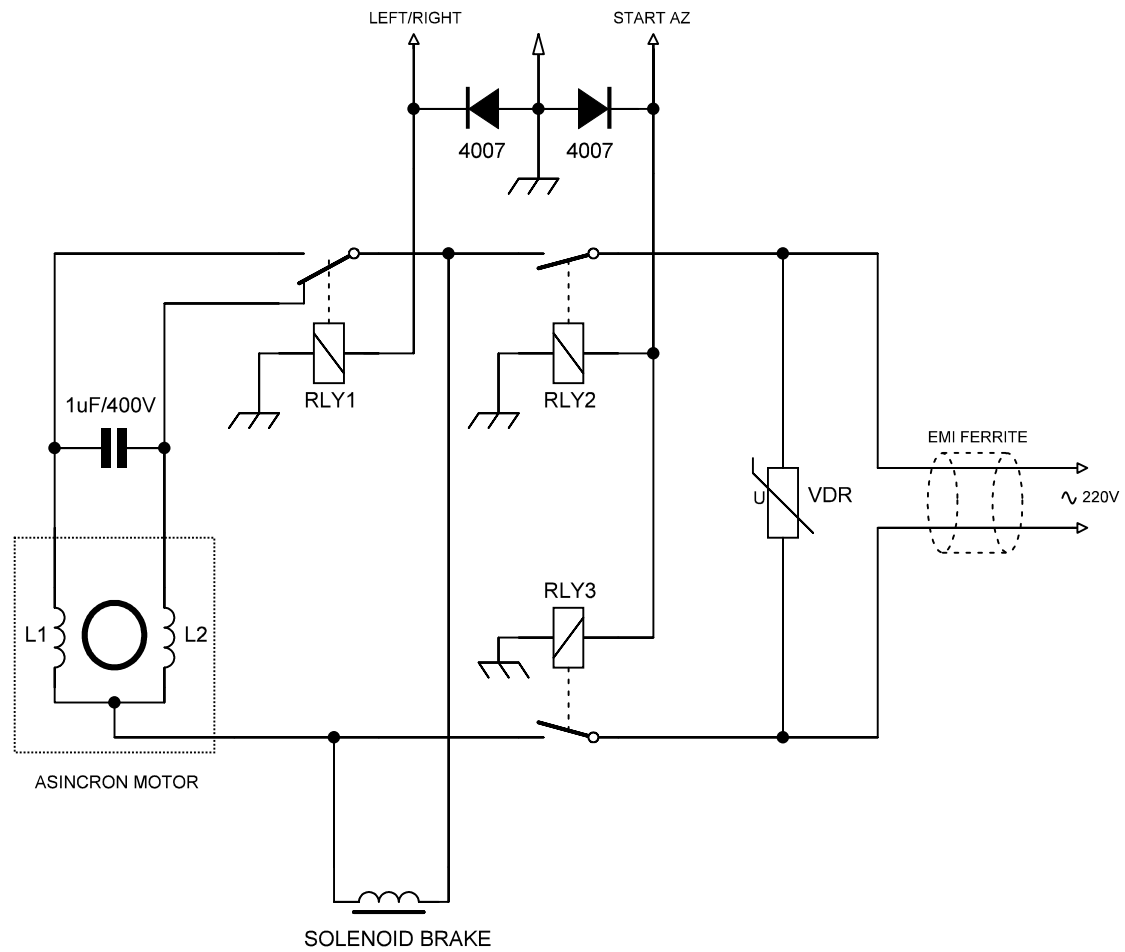 LEFT/RIGHT
START AZ
4007
4007
RLY1
RLY2
1uF/400V
EMI FERRITE
U
VDR
∿ 220V
RLY3
L1
L2
ASINCRON MOTOR
SOLENOID BRAKE